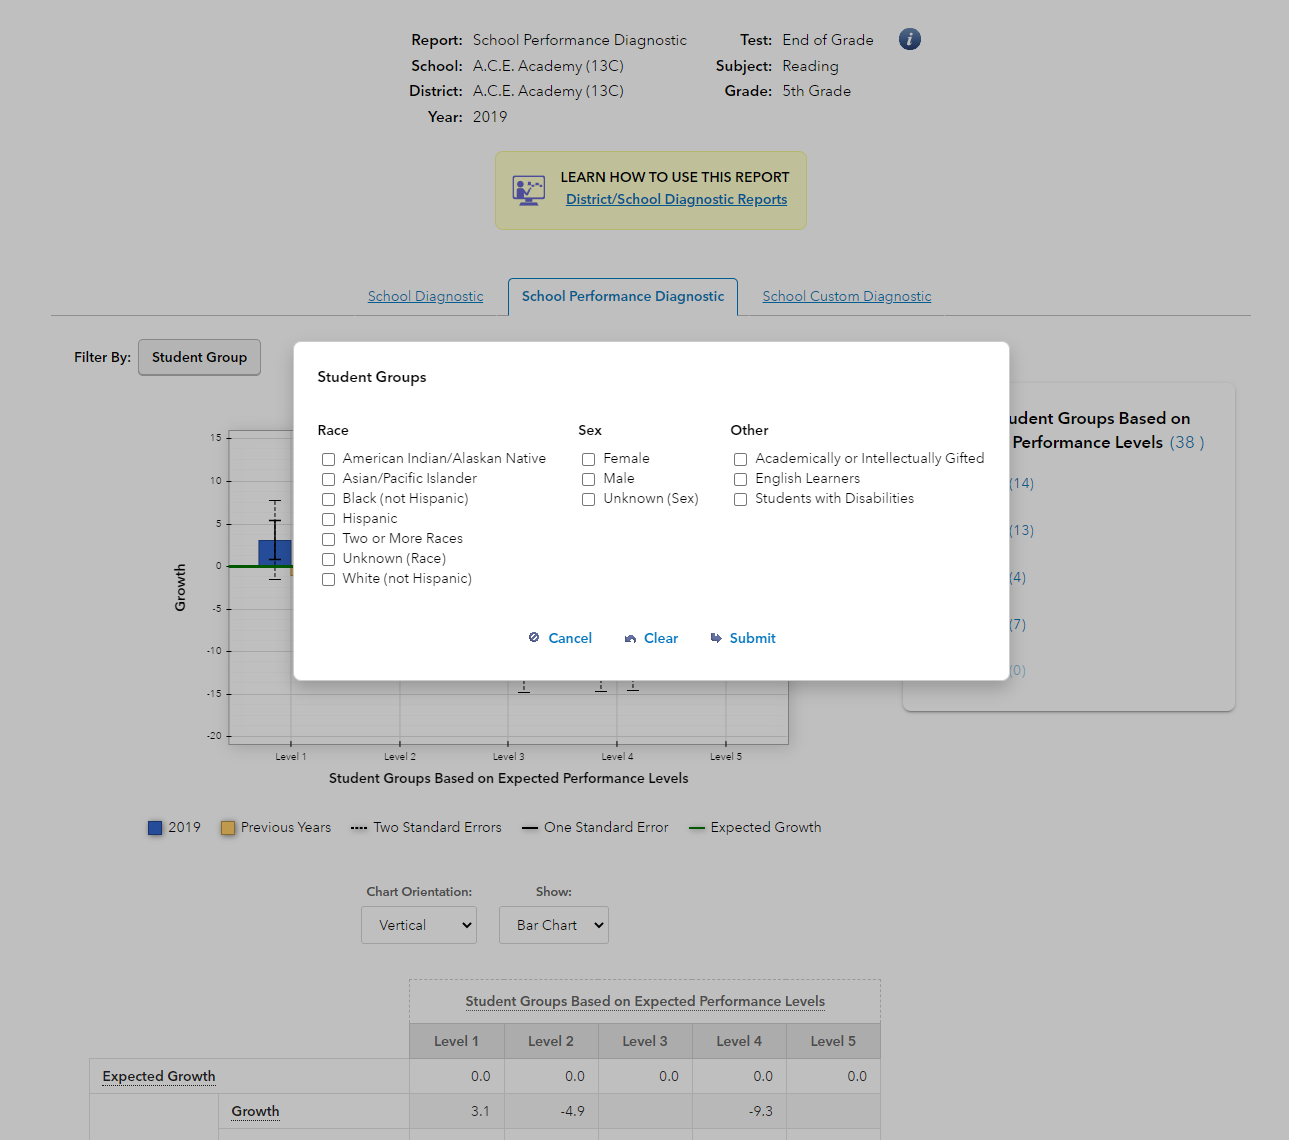 Report: School Performance Diagnostic Test: End of Grade
School: A.C.E. Academy (13C) Subject: Reading
District: A.C.E. Academy (13C) Grade: 5th Grade
Year: 2019
LEARN HOW TO USE THIS REPORT
District/School Diagnostic Reports
School Diagnostic School Performance Diagnostic School Custom Diagnostic
Filter By: Student Group
Student Groups
Race
American Indian/Alaskan Native
Asian/Pacific Islander
Black (not Hispanic)
Hispanic
Two or More Races
Unknown (Race)
White (not Hispanic)
Sex
Female
Male
Unknown (Sex)
Other
Academically or Intellectually Gifted
English Learners
Students with Disabilities
Cancel Clear Submit
udent Groups Based on
Performance Levels (38 )
(14)
(13)
(4)
(7)
(0)
Growth
15
10
5
0
-5
-10
-15
-20
Level 1 Level 2 Level 3 Level 4 Level 5
Student Groups Based on Expected Performance Levels
2019 Previous Years Two Standard Errors One Standard Error Expected Growth
Chart Orientation: Show:
Vertical Bar Chart
Student Groups Based on Expected Performance Levels
Level 1 Level 2 Level 3 Level 4 Level 5
Expected Growth 0.0 0.0 0.0 0.0 0.0
Growth 3.1 -4.9 -9.3